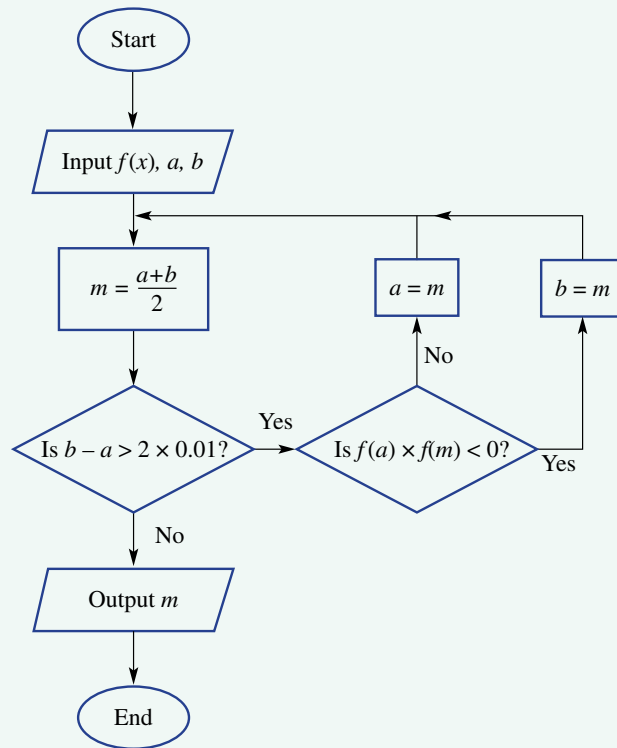 Start
Input f(x), a, b
m = a+b/2
a = m
b = m
No
Yes
Is b – a > 2 × 0.01?
Is f(a) × f(m) < 0?
Yes
No
Output m
End